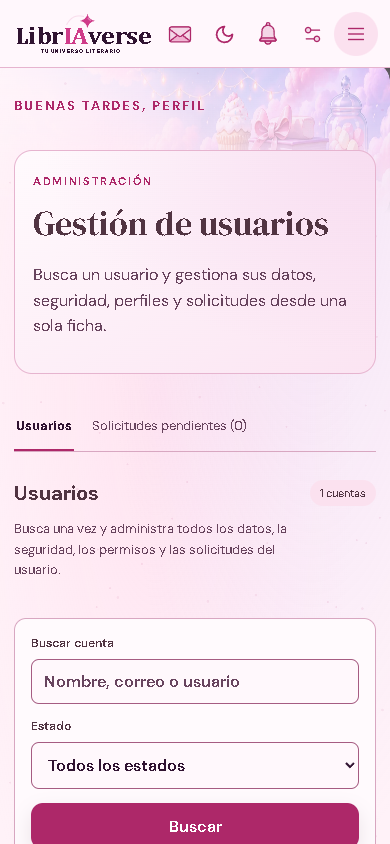 LibrIAverse
TU UNIVERSO LITERARIO
BUENAS TARDES, PERFIL
ADMINISTRACIÓN
Gestión de usuarios
Busca un usuario y gestiona sus datos,
seguridad, perfiles y solicitudes desde una
sola ficha.
Usuarios Solicitudes pendientes (0)
Usuarios 1 cuentas
Busca una vez y administra todos los datos, la
seguridad, los permisos y las solicitudes del
usuario.
Buscar cuenta
Nombre, correo o usuario
Estado
Todos los estados
Buscar